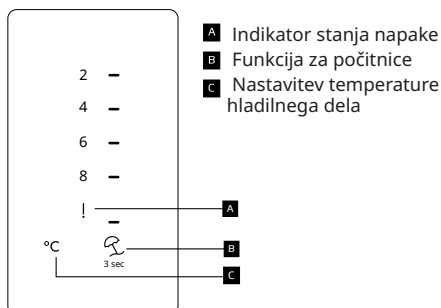 A Indikator stanja napake
B Funkcija za počitnice
C Nastavitev temperature
hladilnega dela
2
4
6
8
! A
°C B
3 sec
C